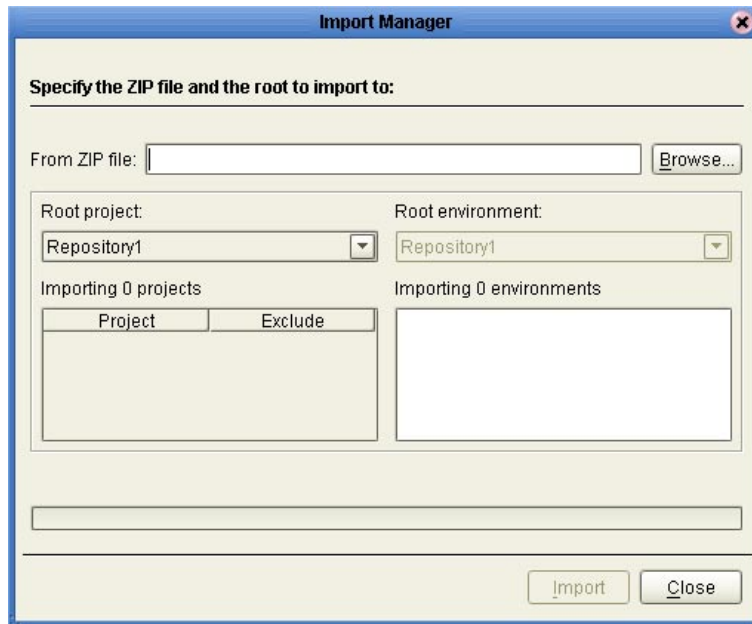 Import Manager
Specify the ZIP file and the root to import to:
From ZIP file:
Browse...
Root project:
Root environment:
Repository1
Repository1
Importing 0 projects
Importing 0 environments
Project
Exclude
Import
Close